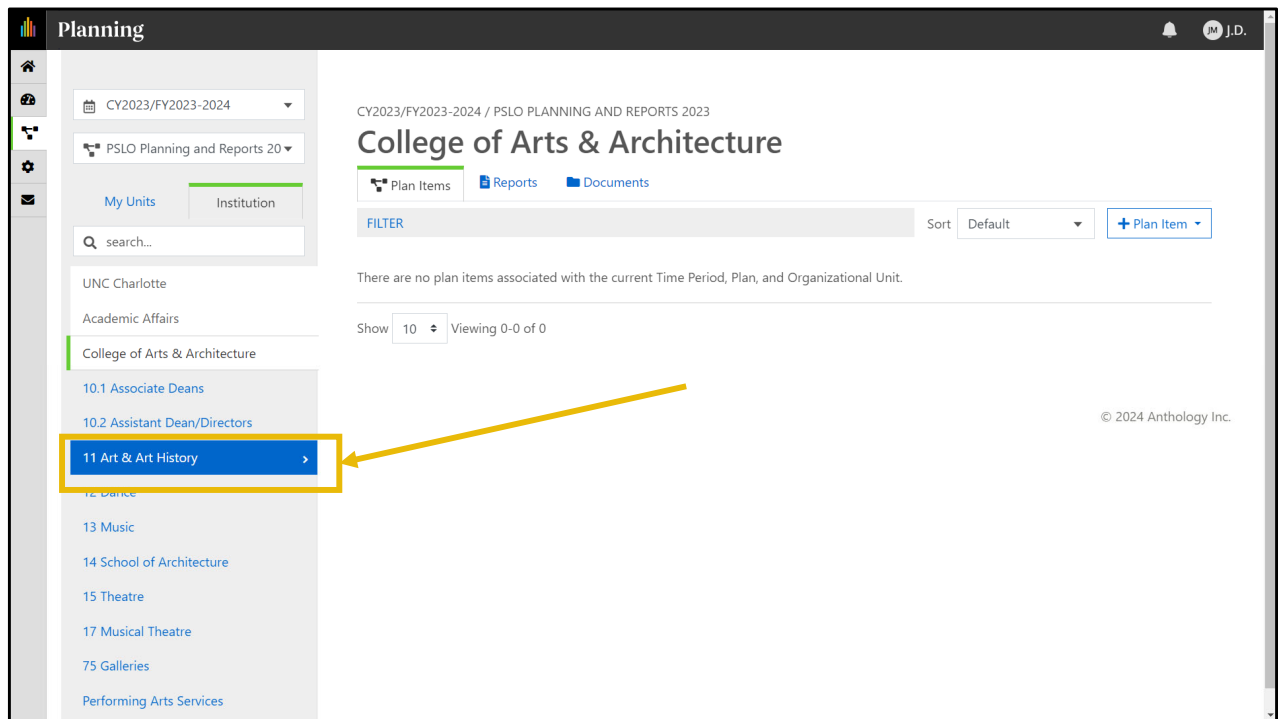 Planning
JM J.D.
CY2023/FY2023-2024
PSLO Planning and Reports 20
My Units Institution
search...
UNC Charlotte
Academic Affairs
College of Arts & Architecture
10.1 Associate Deans
10.2 Assistant Dean/Directors
11 Art & Art History
12 Dance
13 Music
14 School of Architecture
15 Theatre
17 Musical Theatre
75 Galleries
Performing Arts Services
CY2023/FY2023-2024 / PSLO PLANNING AND REPORTS 2023
College of Arts & Architecture
Plan Items Reports Documents
FILTER Sort Default + Plan Item
There are no plan items associated with the current Time Period, Plan, and Organizational Unit.
Show 10 Viewing 0-0 of 0
© 2024 Anthology Inc.